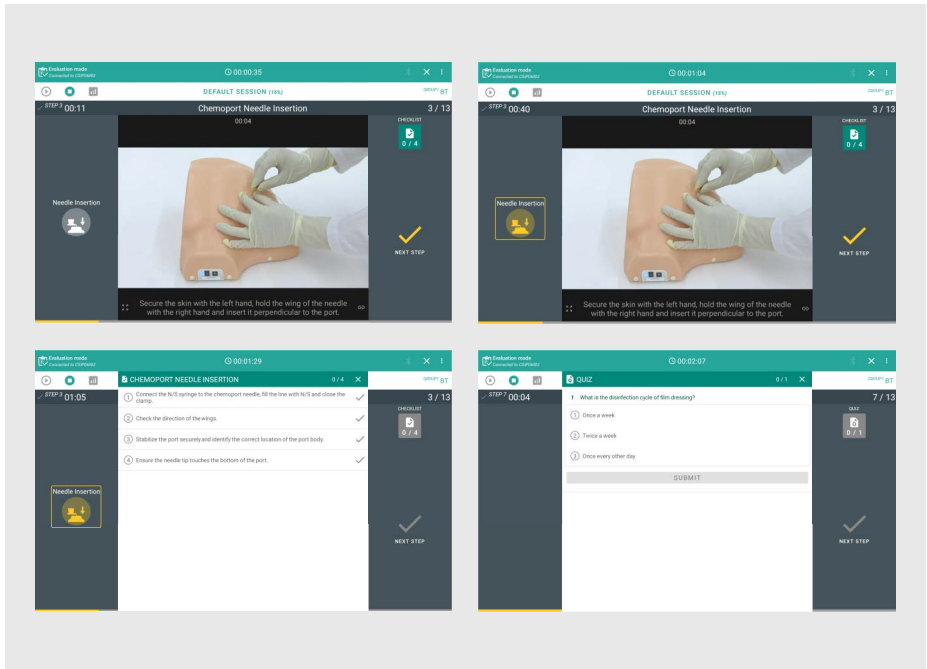 Evaluation mode
00:00:35
DEFAULT SESSION (15%)
GROUP1 BT
STEP 3 00:11
Chemoport Needle Insertion
3 / 13
00:04
CHECKLIST
0 / 4
Needle Insertion
NEXT STEP
Secure the skin with the left hand, hold the wing of the needle
with the right hand and insert it perpendicular to the port.
Evaluation mode
00:01:04
DEFAULT SESSION (15%)
GROUP1 BT
STEP 3 00:40
Chemoport Needle Insertion
3 / 13
00:04
CHECKLIST
0 / 4
Needle Insertion
NEXT STEP
Secure the skin with the left hand, hold the wing of the needle
with the right hand and insert it perpendicular to the port.
Evaluation mode
00:01:29
CHEMOPORT NEEDLE INSERTION
0 / 4
GROUP1 BT
STEP 3 01:05
3 / 13
1 Connect the N/S syringe to the chemoport needle, fill the line with N/S and close the
clamp.
2 Check the direction of the wings.
3 Stabilize the port securely and identify the correct location of the port body.
4 Ensure the needle tip touches the bottom of the port.
CHECKLIST
0 / 4
Needle Insertion
NEXT STEP
Evaluation mode
00:02:07
QUIZ
0 / 1
GROUP1 BT
STEP 7 00:04
7 / 13
1 What is the disinfection cycle of film dressing?
1 Once a week
2 Twice a week
3 Once every other day
SUBMIT
QUIZ
0 / 1
NEXT STEP